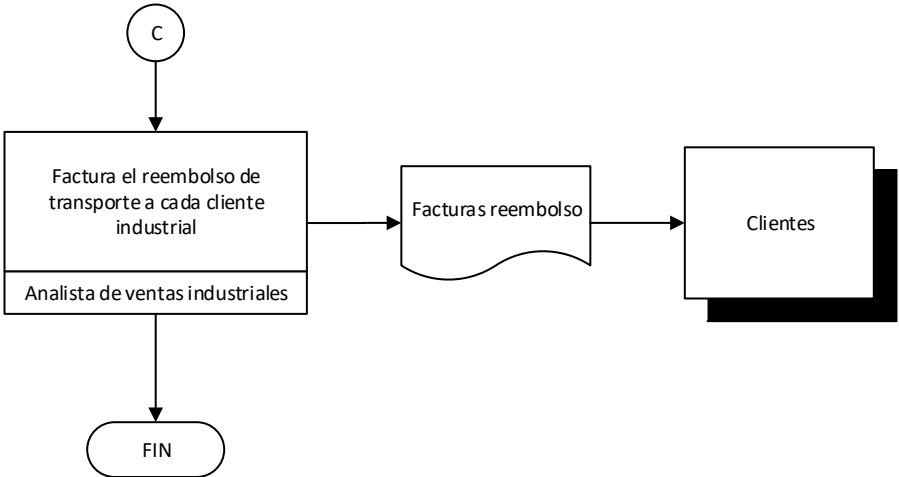 C
Factura el reembolso de
transporte a cada cliente
industrial
Analista de ventas industriales
Facturas reembolso
Clientes
FIN